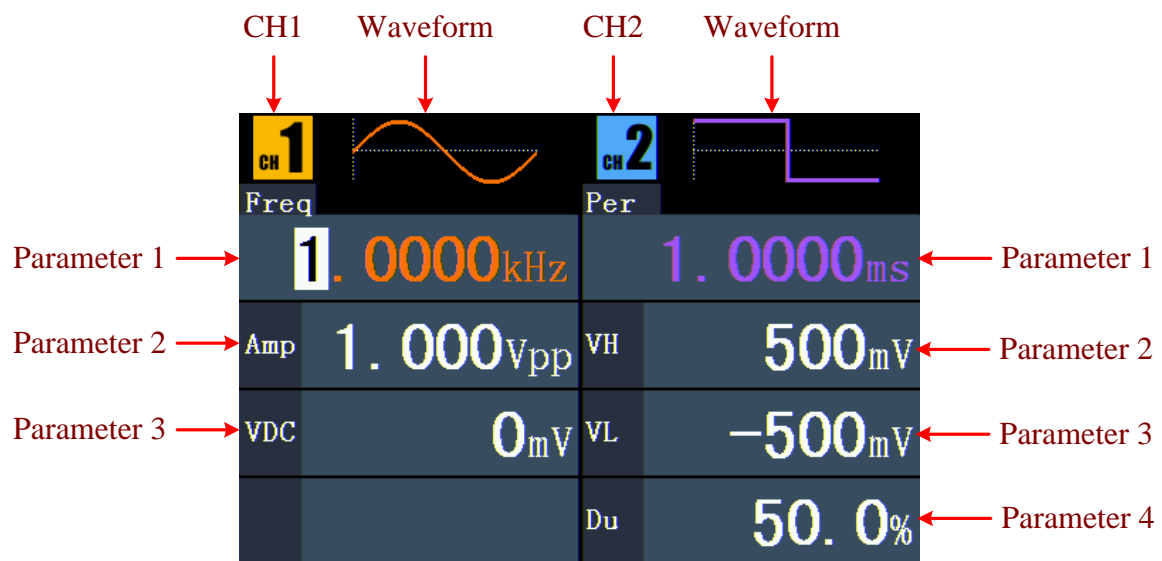 CH1 Waveform CH2 Waveform
CH 1 CH 2
Freq Per
Parameter 1 1.0000kHz 1.0000ms Parameter 1
Parameter 2 Amp 1.000Vpp VH 500mV Parameter 2
Parameter 3 VDC 0mV VL -500mV Parameter 3
Du 50.0% Parameter 4